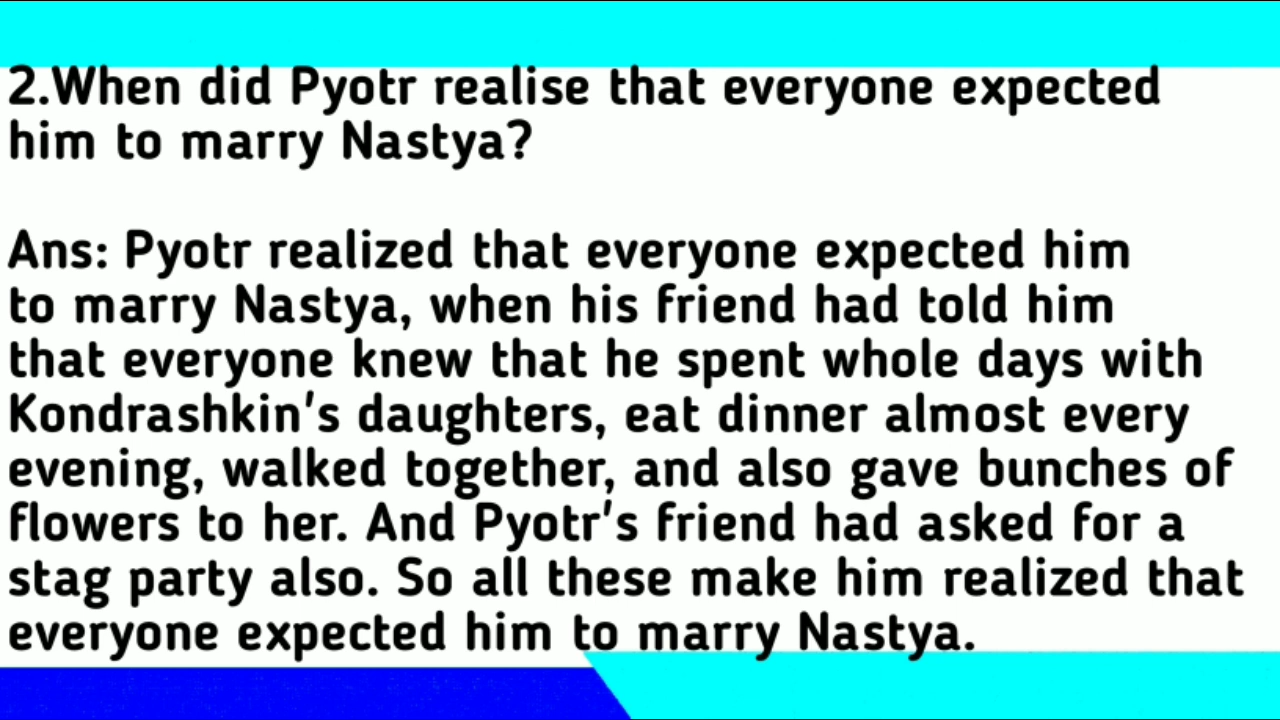 2.When did Pyotr realise that everyone expected
him to marry Nastya?
Ans: Pyotr realized that everyone expected him
to marry Nastya, when his friend had told him
that everyone knew that he spent whole days with
Kondrashkin's daughters, eat dinner almost every
evening, walked together, and also gave bunches of
flowers to her. And Pyotr's friend had asked for a
stag party also. So all these make him realized that
everyone expected him to marry Nastya.